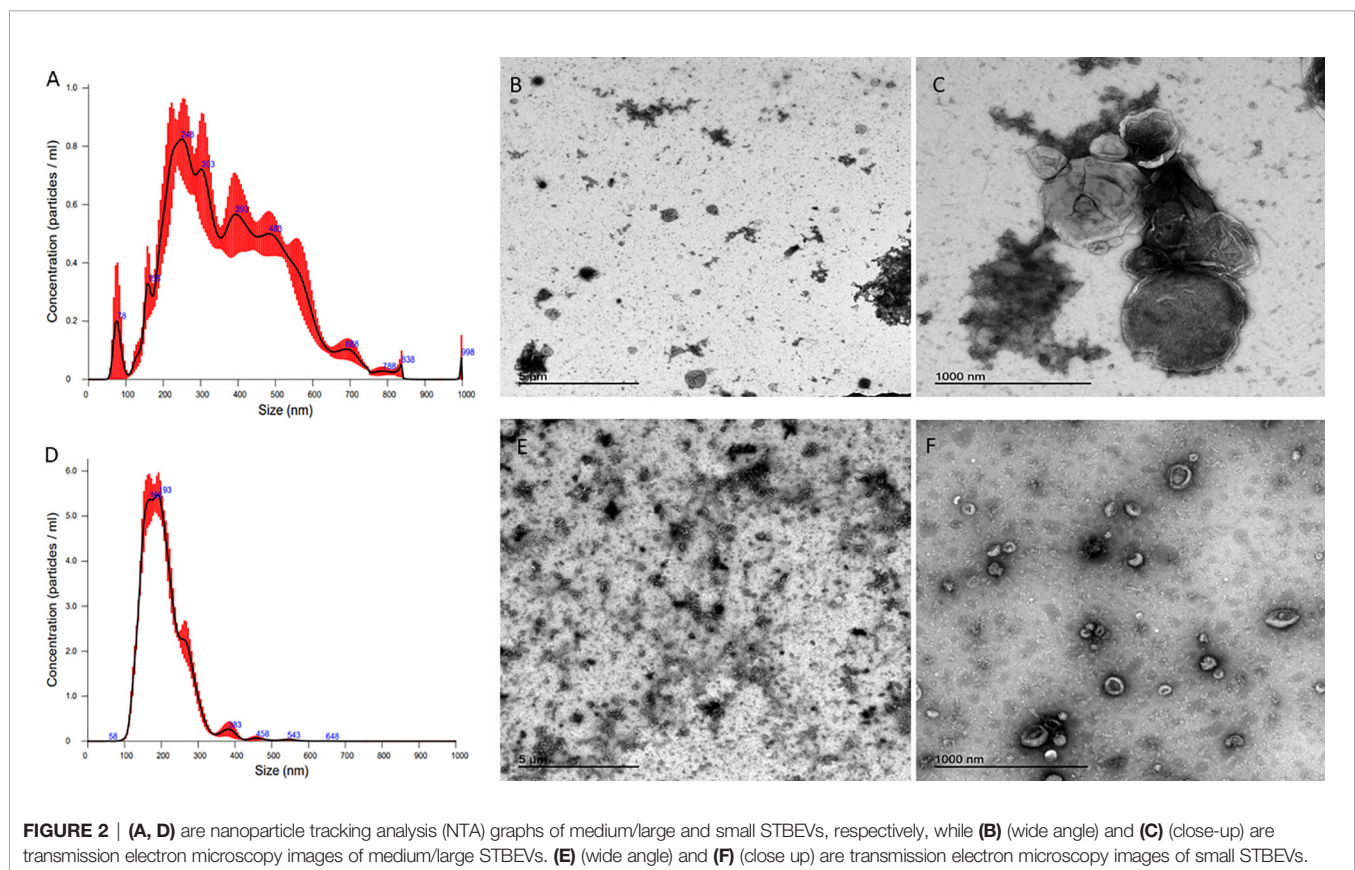 A
Concentration (particles / ml)
1.0
0.8
0.6
0.4
0.2
0
78
246
303
393
688
788
838
998
0 100 200 300 400 500 600 700 800 900 1000
Size (nm)
B
5 µm
C
1000 nm
D
Concentration (particles / ml)
6.0
5.0
4.0
3.0
2.0
1.0
0
58
193
383
458
543
648
0 100 200 300 400 500 600 700 800 900 1000
Size (nm)
E
5 µm
F
1000 nm
FIGURE 2 | (A, D) are nanoparticle tracking analysis (NTA) graphs of medium/large and small STBEVs, respectively, while (B) (wide angle) and (C) (close-up) are
transmission electron microscopy images of medium/large STBEVs. (E) (wide angle) and (F) (close up) are transmission electron microscopy images of small STBEVs.